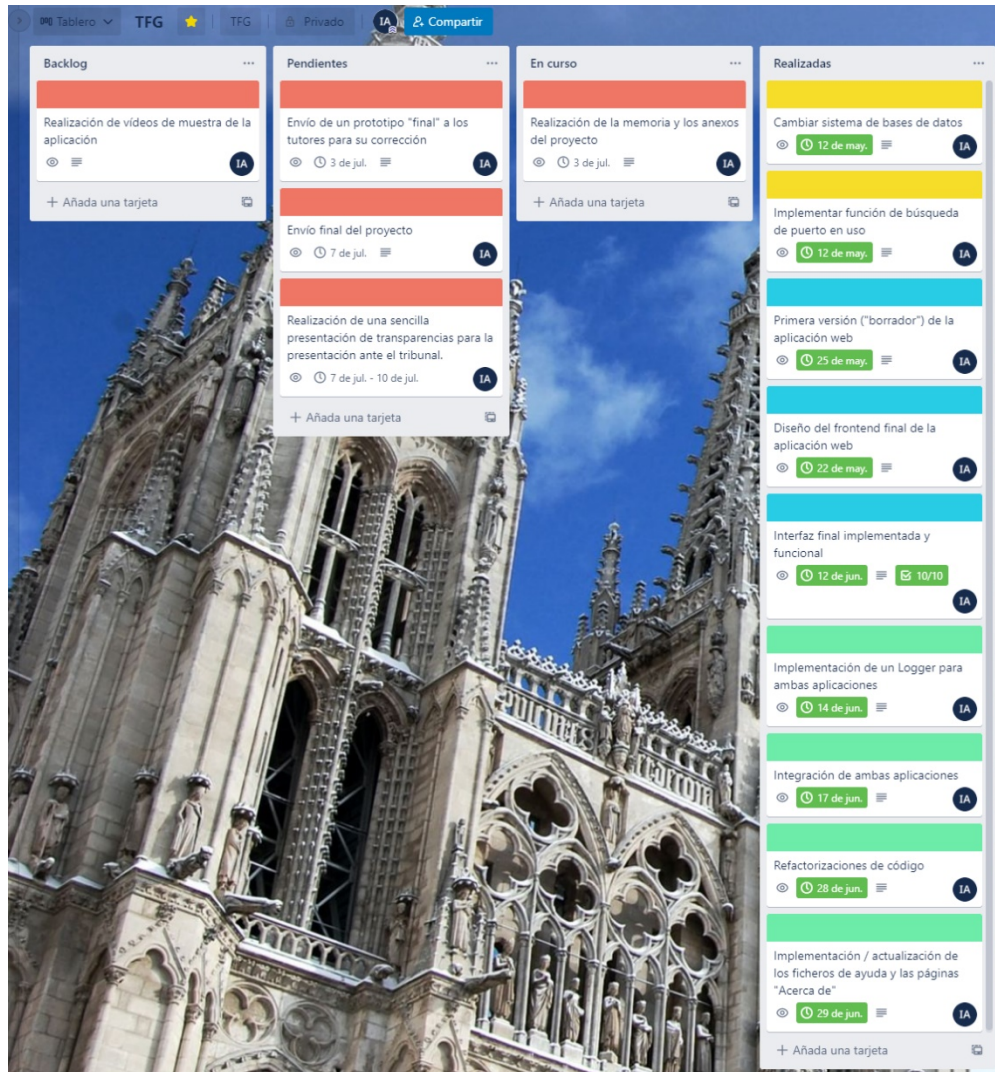 Tablero
TFG
TFG
Privado
IA
Compartir
Backlog
Realización de vídeos de muestra de la
aplicación
IA
+ Añada una tarjeta
Pendientes
Envío de un prototipo "final" a los
tutores para su corrección
3 de jul.
IA
Envío final del proyecto
7 de jul.
IA
Realización de una sencilla
presentación de transparencias para la
presentación ante el tribunal.
7 de jul. - 10 de jul.
IA
+ Añada una tarjeta
En curso
Realización de la memoria y los anexos
del proyecto
3 de jul.
IA
+ Añada una tarjeta
Realizadas
Cambiar sistema de bases de datos
12 de may.
IA
Implementar función de búsqueda
de puerto en uso
12 de may.
IA
Primera versión ("borrador") de la
aplicación web
25 de may.
IA
Diseño del frontend final de la
aplicación web
22 de may.
IA
Interfaz final implementada y
funcional
12 de jun.
10/10
IA
Implementación de un Logger para
ambas aplicaciones
14 de jun.
IA
Integración de ambas aplicaciones
17 de jun.
IA
Refactorizaciones de código
28 de jun.
IA
Implementación / actualización de
los ficheros de ayuda y las páginas
"Acerca de"
29 de jun.
IA
+ Añada una tarjeta